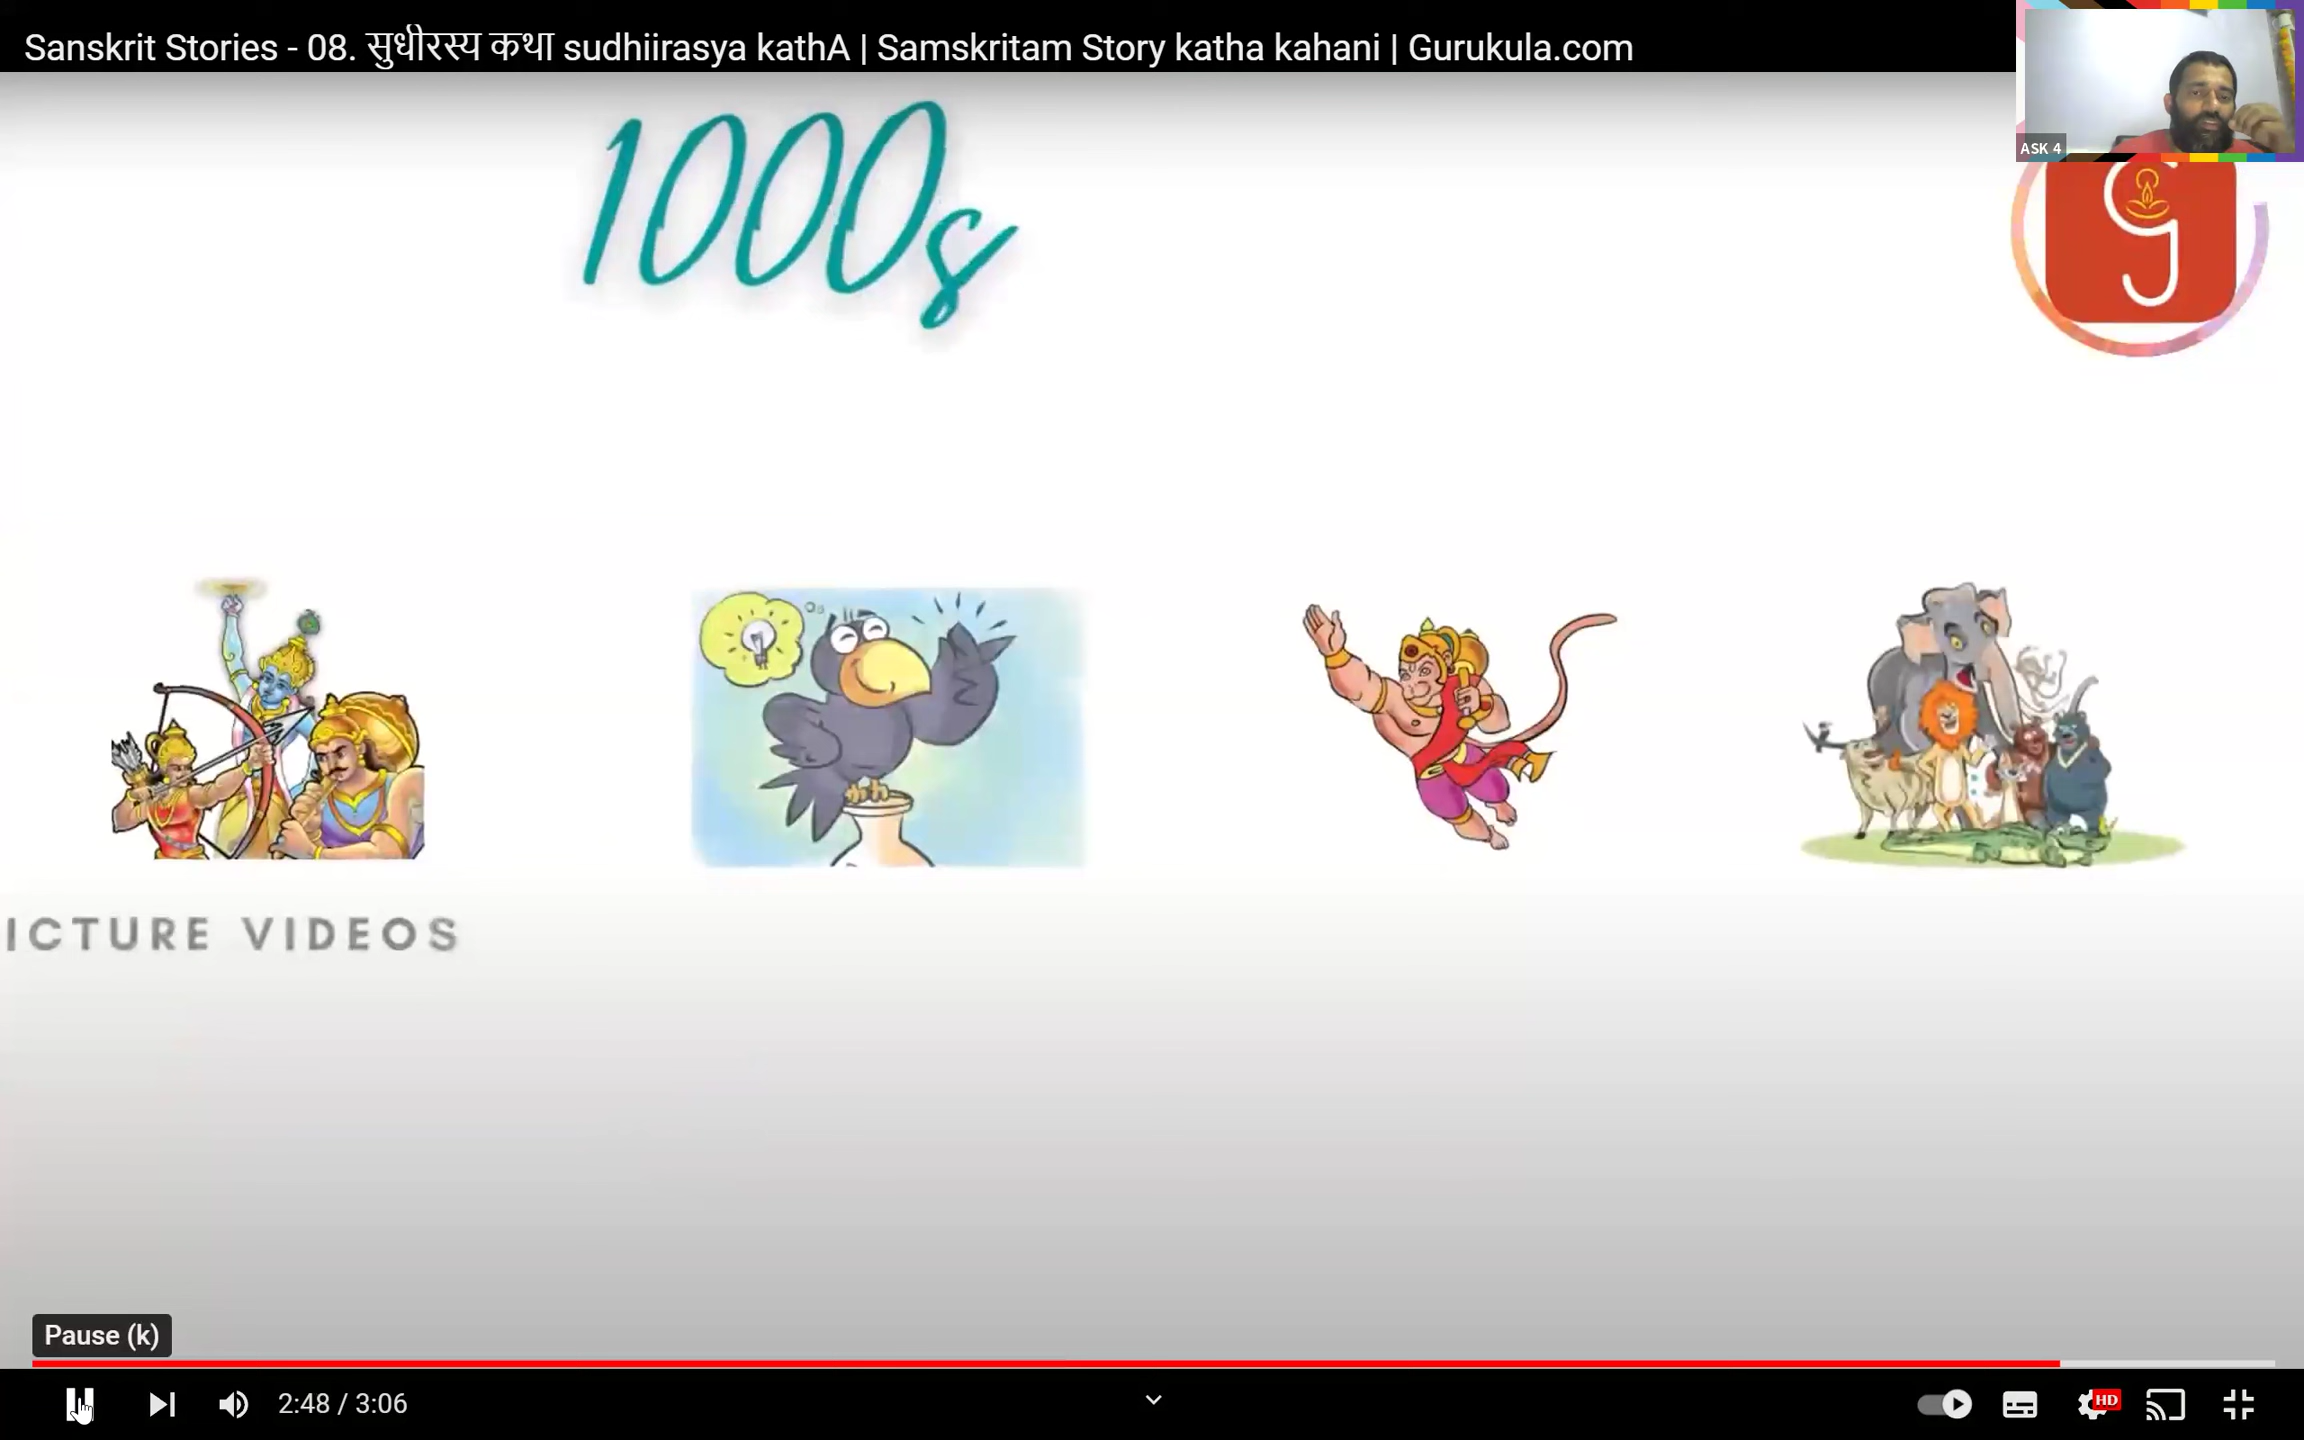 Sanskrit Stories - 08. सुधीरस्य कथा sudhiirasya kathA | Samskritam Story katha kahani | Gurukula.com
ASK 4
1000s
g
ICTURE VIDEOS
Pause (k)
2:48 / 3:06
HD